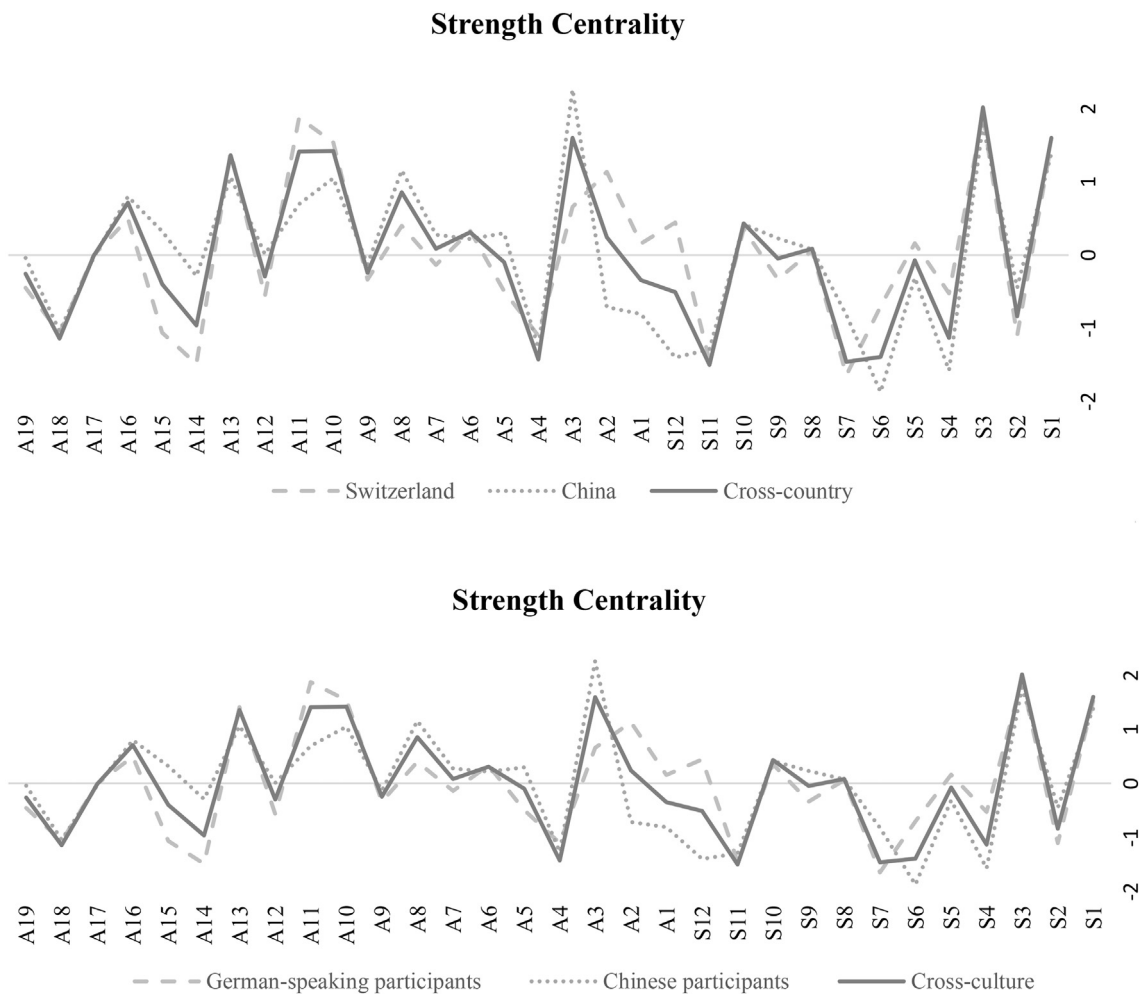 Strength Centrality
2
1
0
-1
-2
A19 A18 A17 A16 A15 A14 A13 A12 A11 A10 A9 A8 A7 A6 A5 A4 A3 A2 A1 S12 S11 S10 S9 S8 S7 S6 S5 S4 S3 S2 S1
Switzerland China Cross-country
Strength Centrality
2
1
0
-1
-2
A19 A18 A17 A16 A15 A14 A13 A12 A11 A10 A9 A8 A7 A6 A5 A4 A3 A2 A1 S12 S11 S10 S9 S8 S7 S6 S5 S4 S3 S2 S1
German-speaking participants Chinese participants Cross-culture